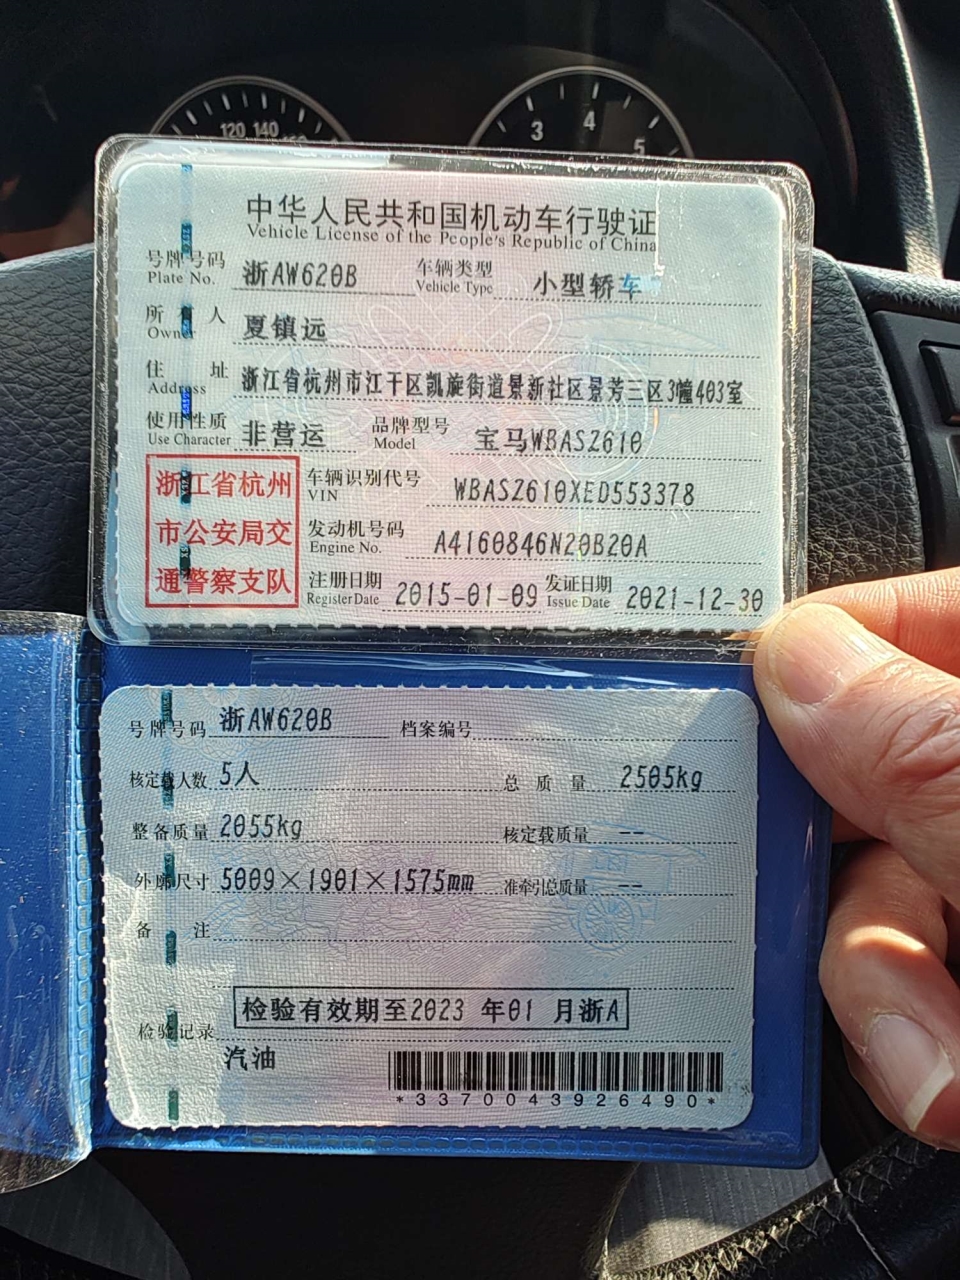 120 140
3 4 5
中华人民共和国机动车行驶证
Vehicle License of the People's Republic of China
号牌号码 浙AW620B 车辆类型 小型轿车
Plate No. Vehicle Type
所有人 夏镇远
Owner
住址 浙江省杭州市江干区凯旋街道景新社区景芳三区3幢403室
Address
使用性质 非营运 品牌型号 宝马WBASZ610
Use Character Model
浙江省杭州
市公安局交
通警察支队
车辆识别代号 WBASZ610XED553378
VIN
发动机号码 A4160846N20B20A
Engine No.
注册日期 2015-01-09 发证日期 2021-12-30
Register Date Issue Date
号牌号码 浙AW620B 档案编号
核定载人数 5人 总质量 2505kg
整备质量 2055kg 核定载质量 --
外廓尺寸 5009×1901×1575mm 准牵引总质量 --
备注
检验记录 检验有效期至2023年01月浙A
汽油
*3370043926490*